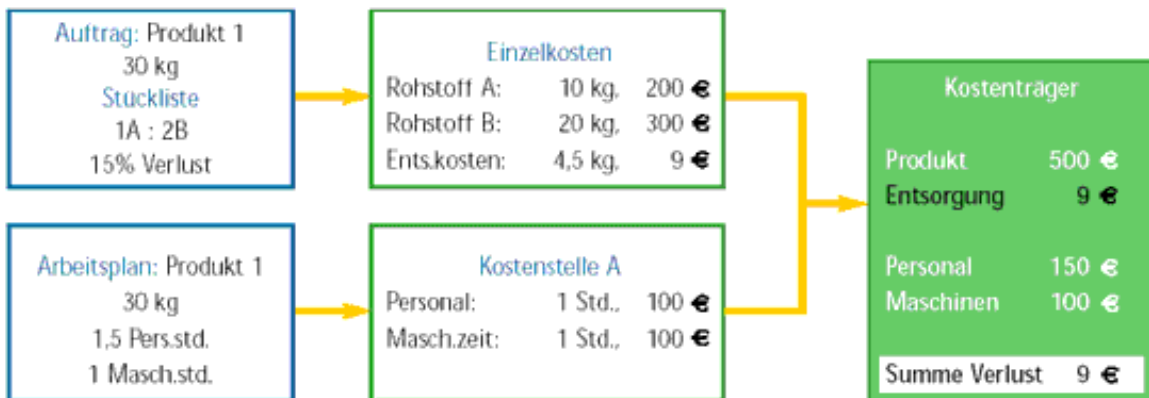 Auftrag: Produkt 1
30 kg
Stückliste
1A : 2B
15% Verlust
Einzelkosten
Rohstoff A: 10 kg, 200 €
Rohstoff B: 20 kg, 300 €
Ents.kosten: 4,5 kg, 9 €
Arbeitsplan: Produkt 1
30 kg
1,5 Pers.std.
1 Masch.std.
Kostenstelle A
Personal: 1 Std., 100 €
Masch.zeit: 1 Std., 100 €
Kostenträger
Produkt 500 €
Entsorgung 9 €
Personal 150 €
Maschinen 100 €
Summe Verlust 9 €